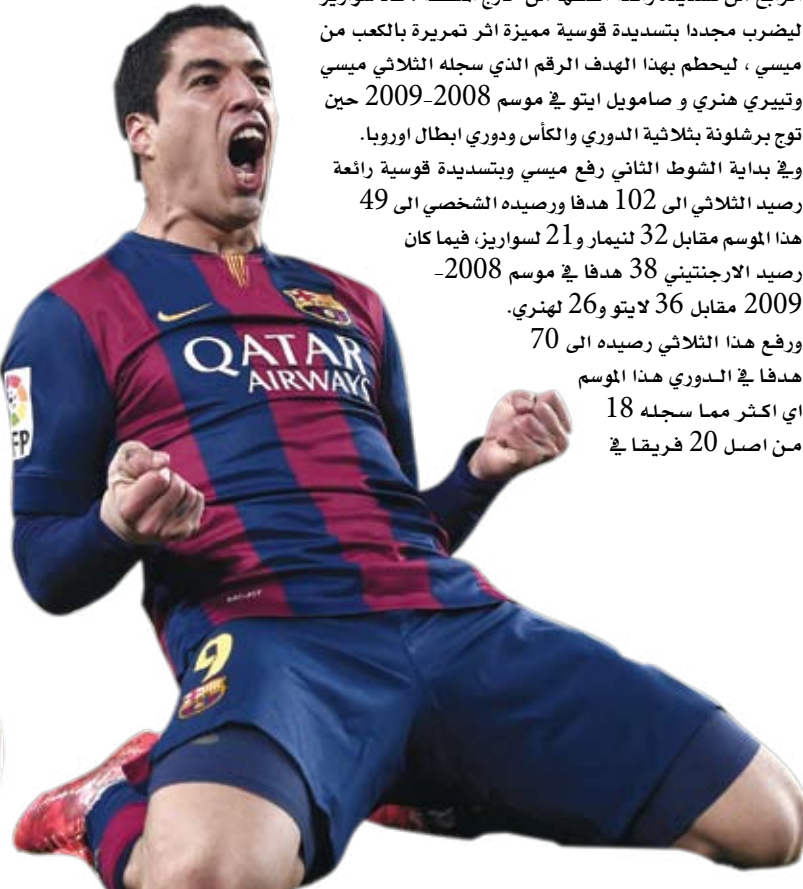 ليضرب مجددا بتسديدة قوسية مميزة اثر تمريرة بالكعب من
ميسي ، ليحطم بهذا الهدف الرقم الذي سجله الثلاثي ميسي
وتييري هنري و صامويل ايتو في موسم 2008-2009 حين
توج برشلونة بثلاثية الدوري والكأس ودوري ابطال اوروبا.
وفي بداية الشوط الثاني رفع ميسي وبتسديدة قوسية رائعة
رصيد الثلاثي الى 102 هدفا ورصيده الشخصي الى 49
هذا الموسم مقابل 32 لنيمار و21 لسواريز، فيما كان
رصيد الارجنتيني 38 هدفا في موسم 2008-
2009 مقابل 36 لايتو و26 لهنري.
ورفع هذا الثلاثي رصيده الى 70
هدفا في الدوري هذا الموسم
اي اكثر مما سجله 18
من اصل 20 فريقا في
QATAR
AIRWAYS
FP
9